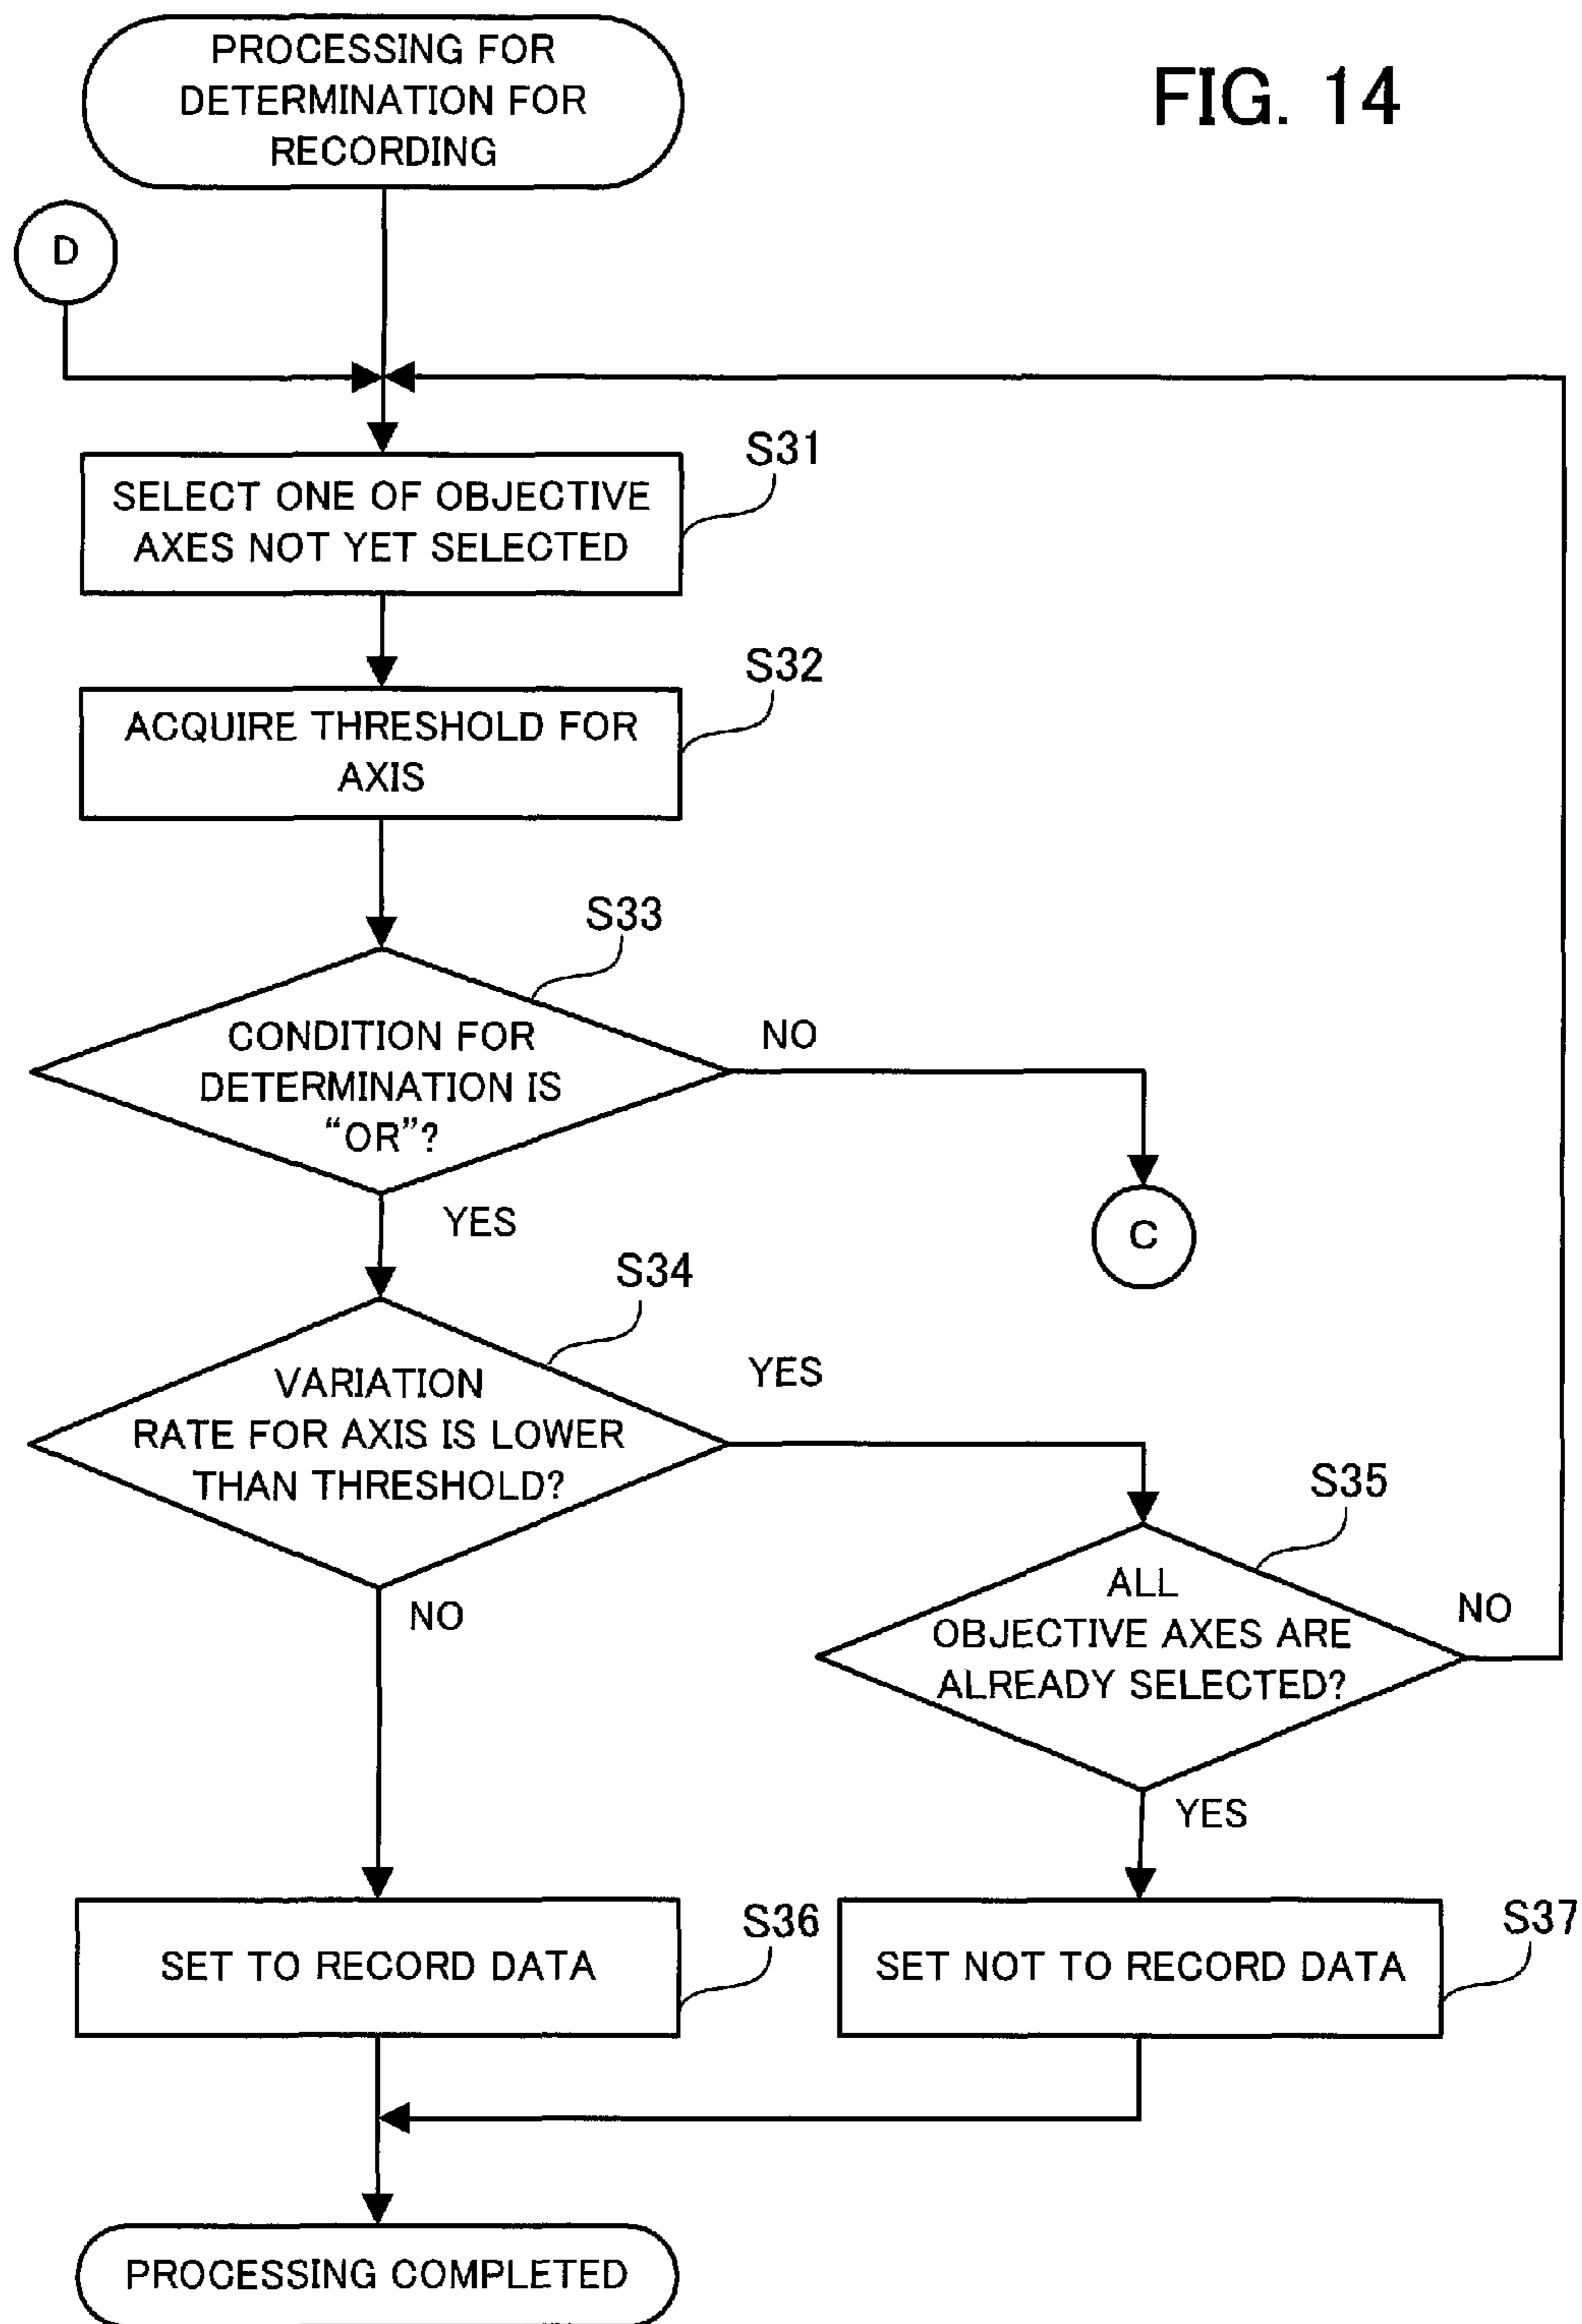 PROCESSING FOR
DETERMINATION FOR
RECORDING
FIG. 14
D
S31
SELECT ONE OF OBJECTIVE
AXES NOT YET SELECTED
S32
ACQUIRE THRESHOLD FOR
AXIS
S33
CONDITION FOR
DETERMINATION IS
“OR”?
NO
C
YES
S34
VARIATION
RATE FOR AXIS IS LOWER
THAN THRESHOLD?
YES
NO
S35
ALL
OBJECTIVE AXES ARE
ALREADY SELECTED?
NO
YES
S36
SET TO RECORD DATA
S37
SET NOT TO RECORD DATA
PROCESSING COMPLETED